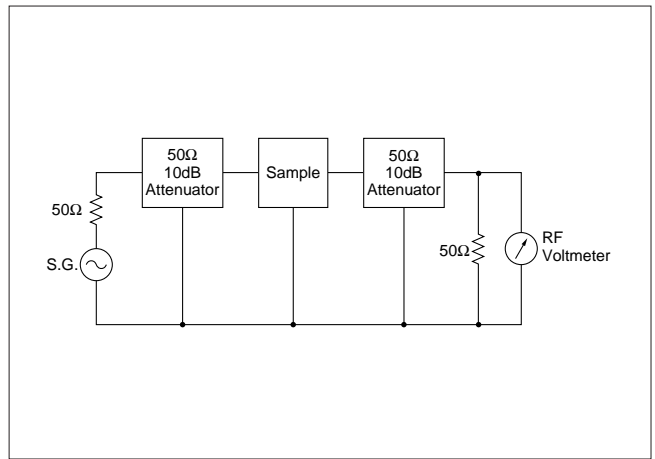 50Ω
10dB
Attenuator
Sample
50Ω
10dB
Attenuator
50Ω
S.G.
50Ω
RF
Voltmeter